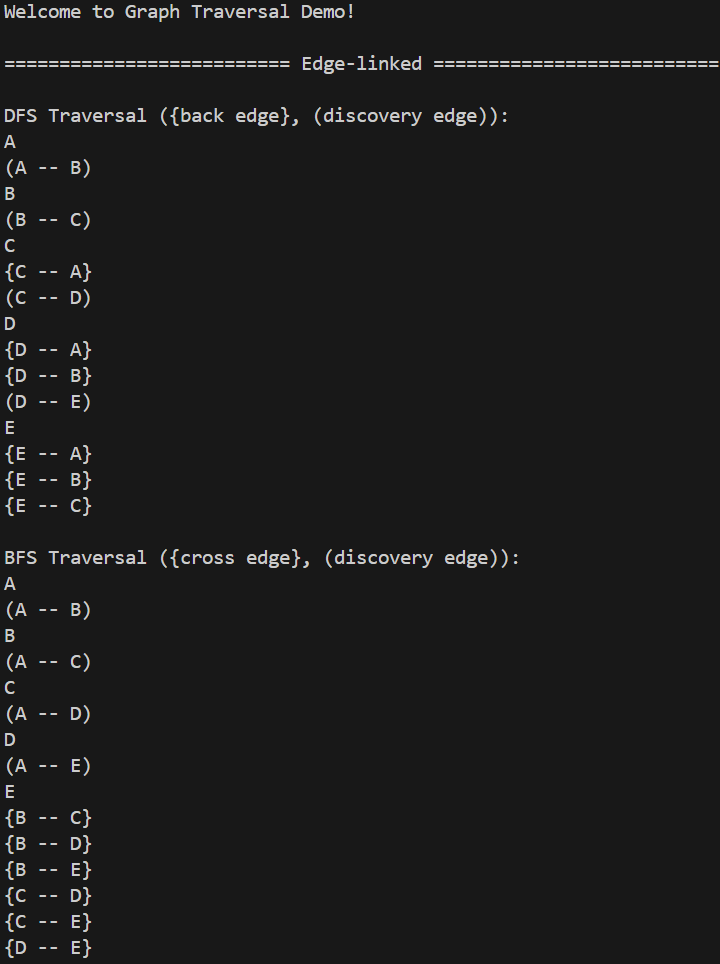 Welcome to Graph Traversal Demo!
========================== Edge-linked ==========================
DFS Traversal ({back edge}, (discovery edge)):
A
(A -- B)
B
(B -- C)
C
{C -- A}
(C -- D)
D
{D -- A}
{D -- B}
(D -- E)
E
{E -- A}
{E -- B}
{E -- C}
BFS Traversal ({cross edge}, (discovery edge)):
A
(A -- B)
B
(A -- C)
C
(A -- D)
D
(A -- E)
E
{B -- C}
{B -- D}
{B -- E}
{C -- D}
{C -- E}
{D -- E}